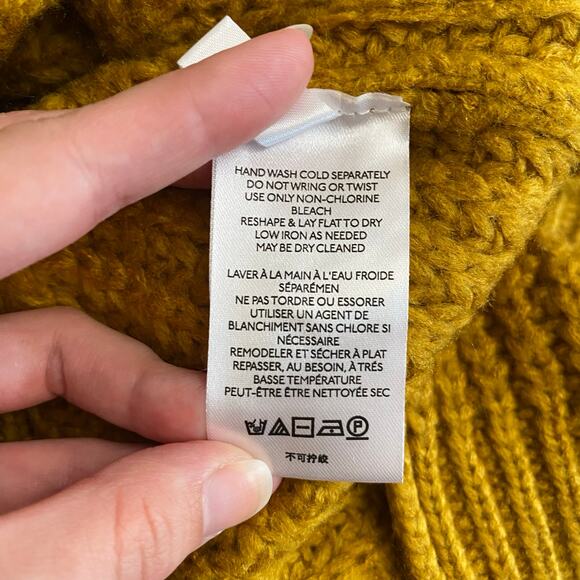 HAND WASH COLD SEPARATELY
DO NOT WRING OR TWIST
USE ONLY NON-CHLORINE
BLEACH
RESHAPE & LAY FLAT TO DRY
LOW IRON AS NEEDED
MAY BE DRY CLEANED
LAVER À LA MAIN À L'EAU FROIDE
SÉPARÉMEN
NE PAS TORDRE OU ESSORER
UTILISER UN AGENT DE
BLANCHIMENT SANS CHLORE SI
NÉCESSAIRE
REMODELER ET SÉCHER À PLAT
REPASSER, AU BESOIN, À TRÉS
BASSE TEMPÉRATURE
PEUT-ÊTRE ÊTRE NETTOYÉE SEC
P
不可拧绞